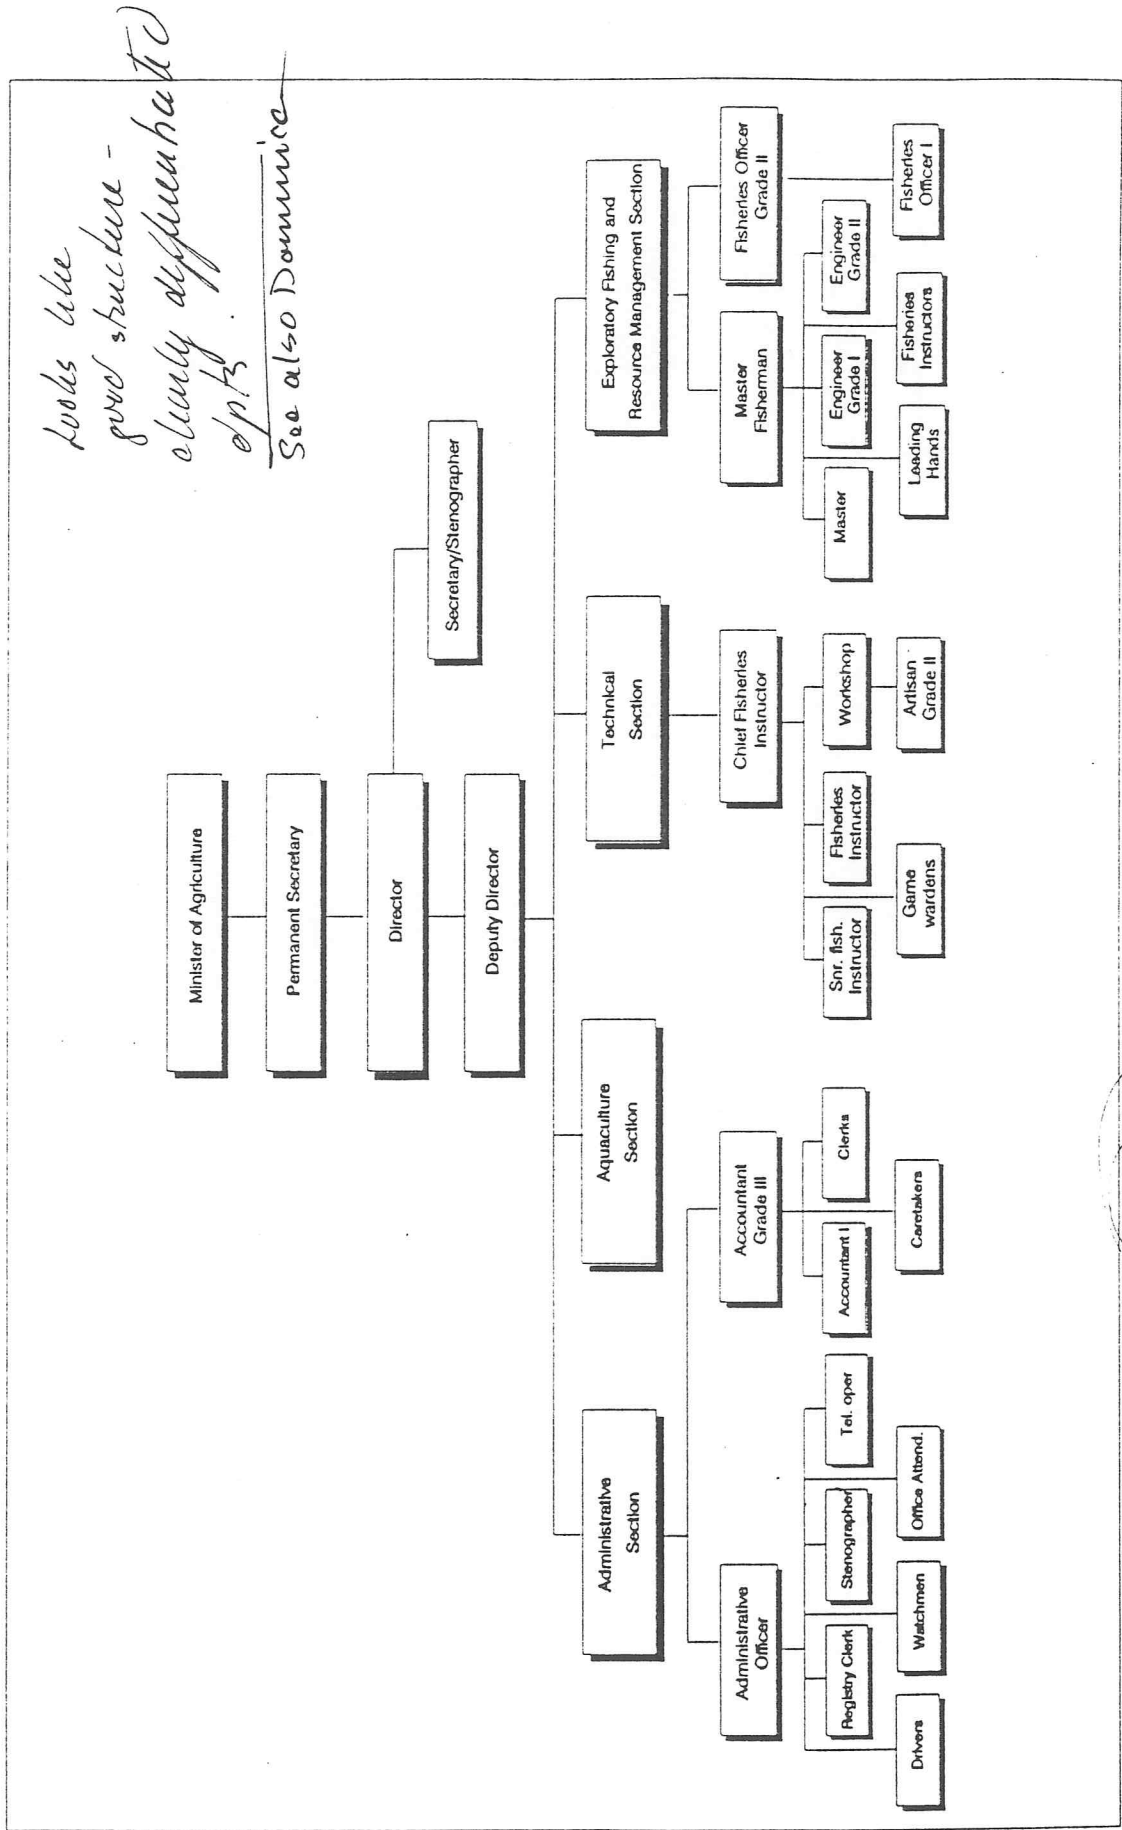 Looks like
good structure -
clearly differentiated
dpts.
See also Dominica
Minister of Agriculture
Permanent Secretary
Director
Secretary/Stenographer
Deputy Director
Administrative
Section
Aquaculture
Section
Technical
Section
Exploratory Fishing and
Resource Management Section
Administrative
Officer
Accountant
Grade III
Chief Fisheries
Instructor
Master
Fisherman
Fisheries Officer
Grade II
Registry Clerk
Stenographer
Tel. oper
Accountant I
Clerks
Snr. fish.
Instructor
Fisheries
Instructor
Workshop
Master
Engineer
Grade I
Engineer
Grade II
Drivers
Watchmen
Office Attend.
Caretakers
Game
wardens
Artisan
Grade II
Leading
Hands
Fisheries
Instructors
Fisheries
Officer I